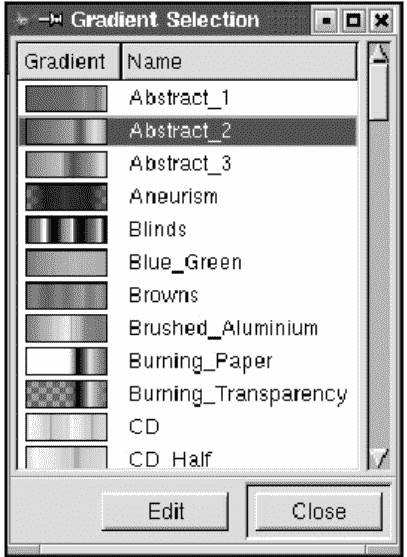 Gradient Selection
Gradient Name
Abstract_1
Abstract_2
Abstract_3
Aneurism
Blinds
Blue_Green
Browns
Brushed_Aluminium
Burning_Paper
Burning_Transparency
CD
CD_Half
Edit Close